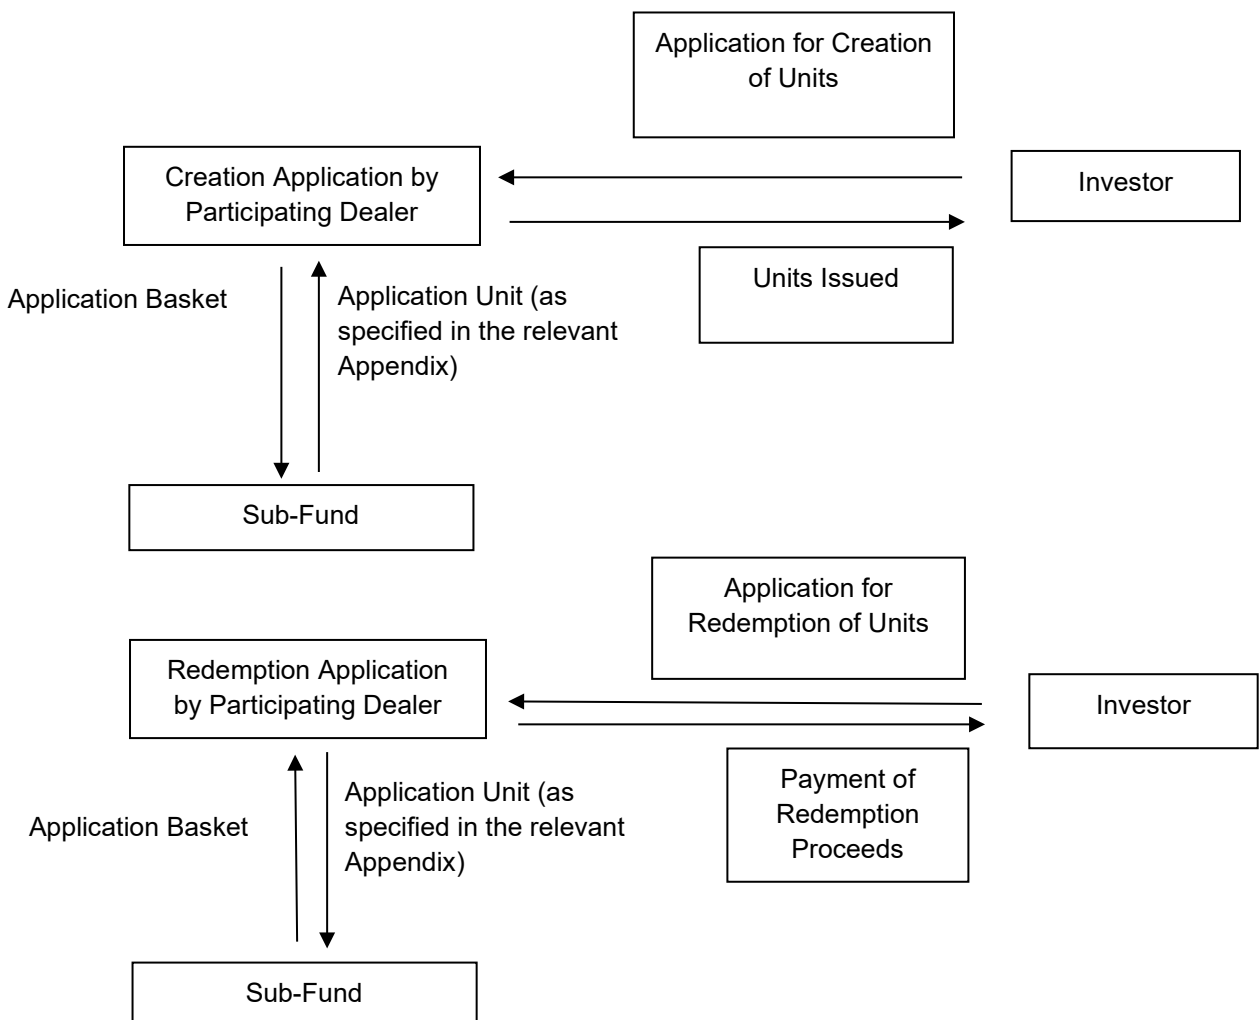 Application for Creation
of Units
Creation Application by
Participating Dealer
Investor
Units Issued
Application Basket
Application Unit (as
specified in the relevant
Appendix)
Sub-Fund
Application for
Redemption of Units
Redemption Application
by Participating Dealer
Investor
Payment of
Redemption
Proceeds
Application Basket
Application Unit (as
specified in the relevant
Appendix)
Sub-Fund